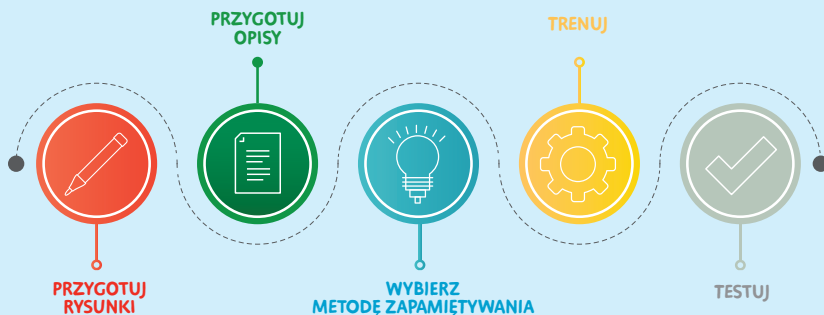 PRZYGOTUJ
RYSUNKI
PRZYGOTUJ
OPISY
WYBIERZ
METODĘ ZAPAMIĘTYWANIA
TRENUJ
TESTUJ